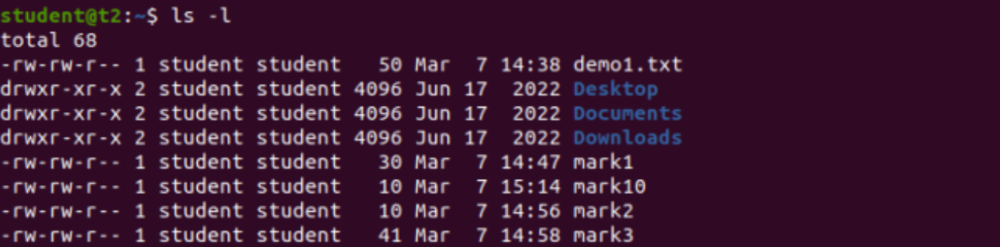 student@t2:~$ ls -l
total 68
-rw-rw-r-- 1 student student   50 Mar  7 14:38 demo1.txt
drwxr-xr-x 2 student student 4096 Jun 17  2022 Desktop
drwxr-xr-x 2 student student 4096 Jun 17  2022 Documents
drwxr-xr-x 2 student student 4096 Jun 17  2022 Downloads
-rw-rw-r-- 1 student student   30 Mar  7 14:47 mark1
-rw-rw-r-- 1 student student   10 Mar  7 15:14 mark10
-rw-rw-r-- 1 student student   10 Mar  7 14:56 mark2
-rw-rw-r-- 1 student student   41 Mar  7 14:58 mark3